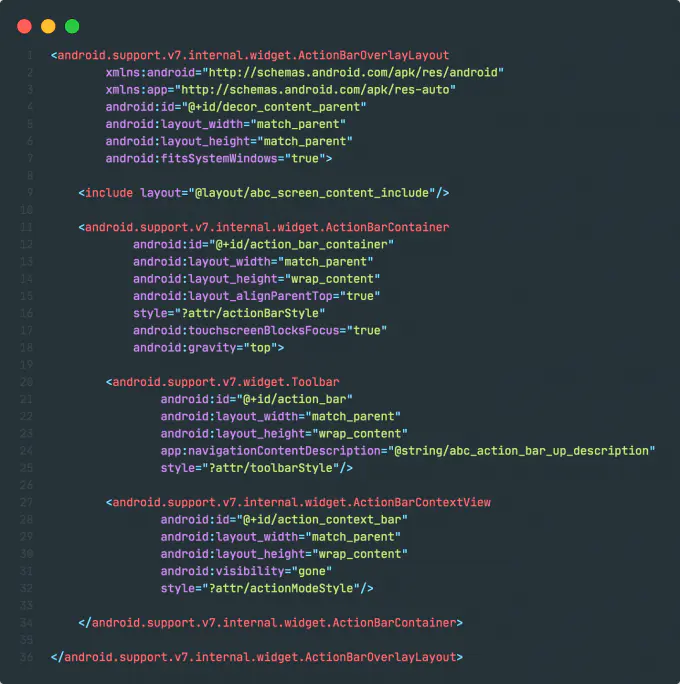 1 <android.support.v7.internal.widget.ActionBarOverlayLayout
2 xmlns:android="http://schemas.android.com/apk/res/android"
3 xmlns:app="http://schemas.android.com/apk/res-auto"
4 android:id="@+id/decor_content_parent"
5 android:layout_width="match_parent"
6 android:layout_height="match_parent"
7 android:fitsSystemWindows="true">
8
9 <include layout="@layout/abc_screen_content_include"/>
10
11 <android.support.v7.internal.widget.ActionBarContainer
12 android:id="@+id/action_bar_container"
13 android:layout_width="match_parent"
14 android:layout_height="wrap_content"
15 android:layout_alignParentTop="true"
16 style="?attr/actionBarStyle"
17 android:touchscreenBlocksFocus="true"
18 android:gravity="top">
19
20 <android.support.v7.widget.Toolbar
21 android:id="@+id/action_bar"
22 android:layout_width="match_parent"
23 android:layout_height="wrap_content"
24 app:navigationContentDescription="@string/abc_action_bar_up_description"
25 style="?attr/toolbarStyle"/>
26
27 <android.support.v7.internal.widget.ActionBarContextView
28 android:id="@+id/action_context_bar"
29 android:layout_width="match_parent"
30 android:layout_height="wrap_content"
31 android:visibility="gone"
32 style="?attr/actionModeStyle"/>
33
34 </android.support.v7.internal.widget.ActionBarContainer>
35
36 </android.support.v7.internal.widget.ActionBarOverlayLayout>